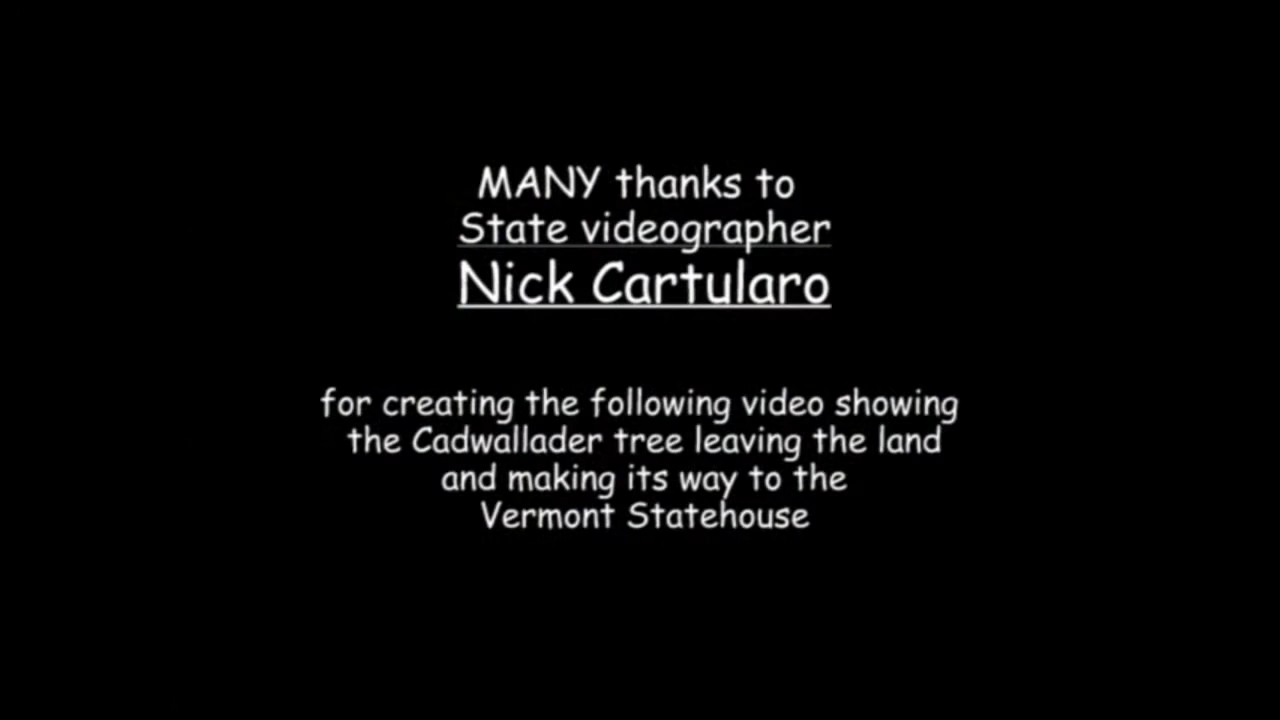 MANY thanks to
State videographer
Nick Cartularo
for creating the following video showing
the Cadwallader tree leaving the land
and making its way to the
Vermont Statehouse